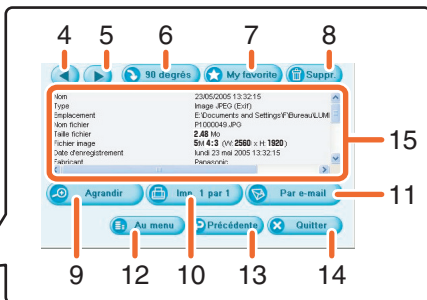 4 5 6 7 8
90 degrés My favorite Suppr.
Nom 23/05/2005 13:32:15
Type Image JPEG (Exif)
Emplacement E:\Documents and Settings\F\Bureau\LUMI
Nom fichier P1000049.JPG
Taille fichier 2.48 Mo
Fichier image 5M 4:3 (W: 2560 x H: 1920)
Date d'enregistrement lundi 23 mai 2005 13:32:15
Fabricant Panasonic
15
Agrandir Imp. 1 par 1 Par e-mail
11
Au menu Précédente Quitter
9 12 10 13 14